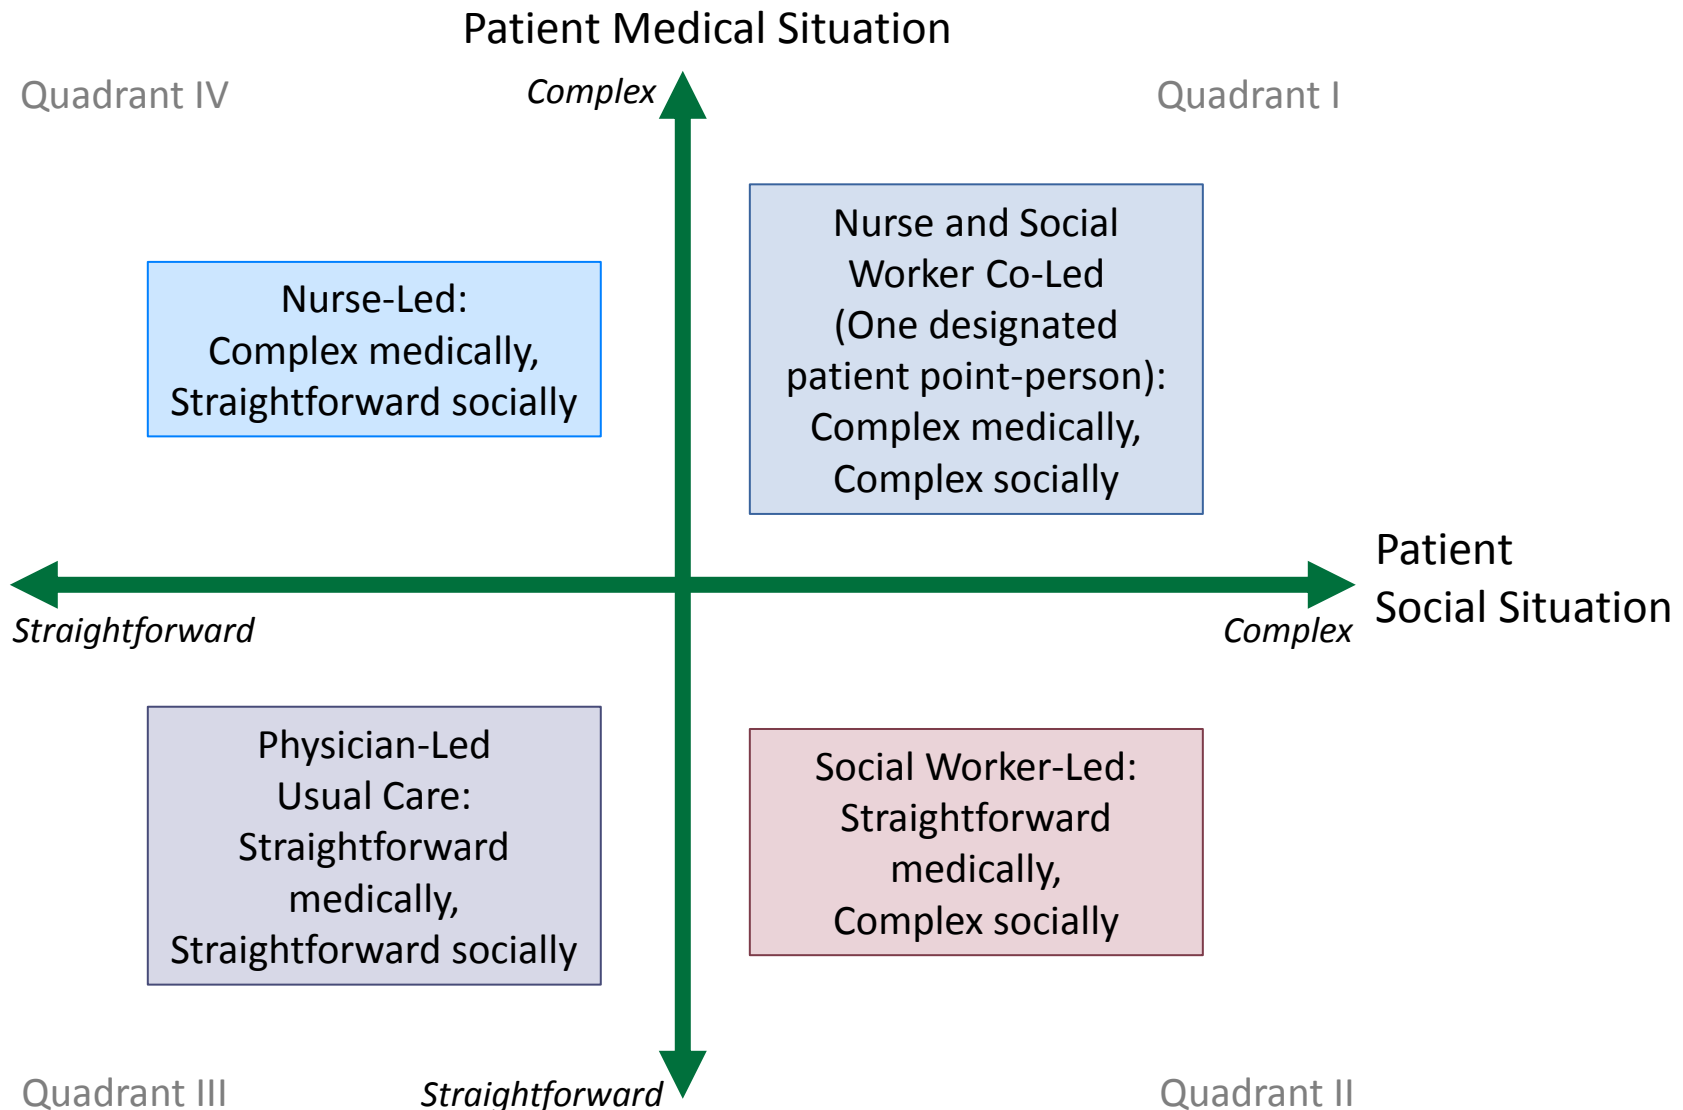 Patient Medical Situation
Quadrant IV
Complex
Quadrant I
Nurse-Led:
Complex medically,
Straightforward socially
Nurse and Social
Worker Co-Led
(One designated
patient point-person):
Complex medically,
Complex socially
Patient
Social Situation
Straightforward
Complex
Physician-Led
Usual Care:
Straightforward
medically,
Straightforward socially
Social Worker-Led:
Straightforward
medically,
Complex socially
Quadrant III
Straightforward
Quadrant II